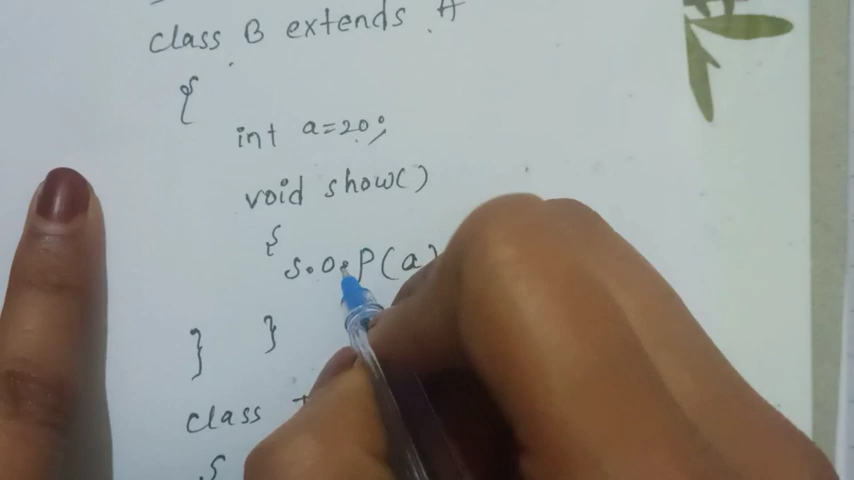 class B extends A
{
int a=20;
void show()
{
S.O.P(a)
}
}
class
{